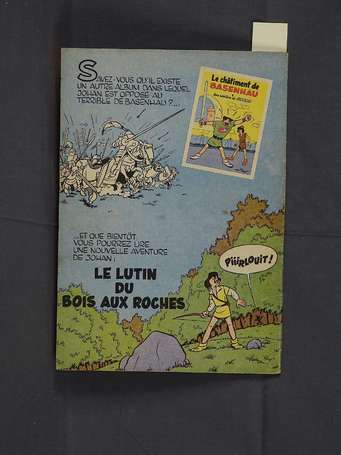 SAVEZ-VOUS QU'IL EXISTE
UN AUTRE ALBUM DANS LEQUEL
JOHAN EST OPPOSÉ AU
TERRIBLE DE BASENHAU ?...
Le châtiment de
BASENHAU
...ET QUE BIENTÔT
VOUS POURREZ LIRE
UNE NOUVELLE AVENTURE
DE JOHAN :
LE LUTIN
DU
BOIS AUX ROCHES
PÏÏÏRLOUIT !